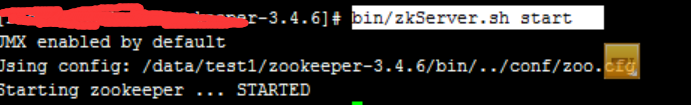 [ keeper-3.4.6]# bin/zkServer.sh start
JMX enabled by default
Using config: /data/test1/zookeeper-3.4.6/bin/../conf/zoo.cfg
Starting zookeeper ... STARTED